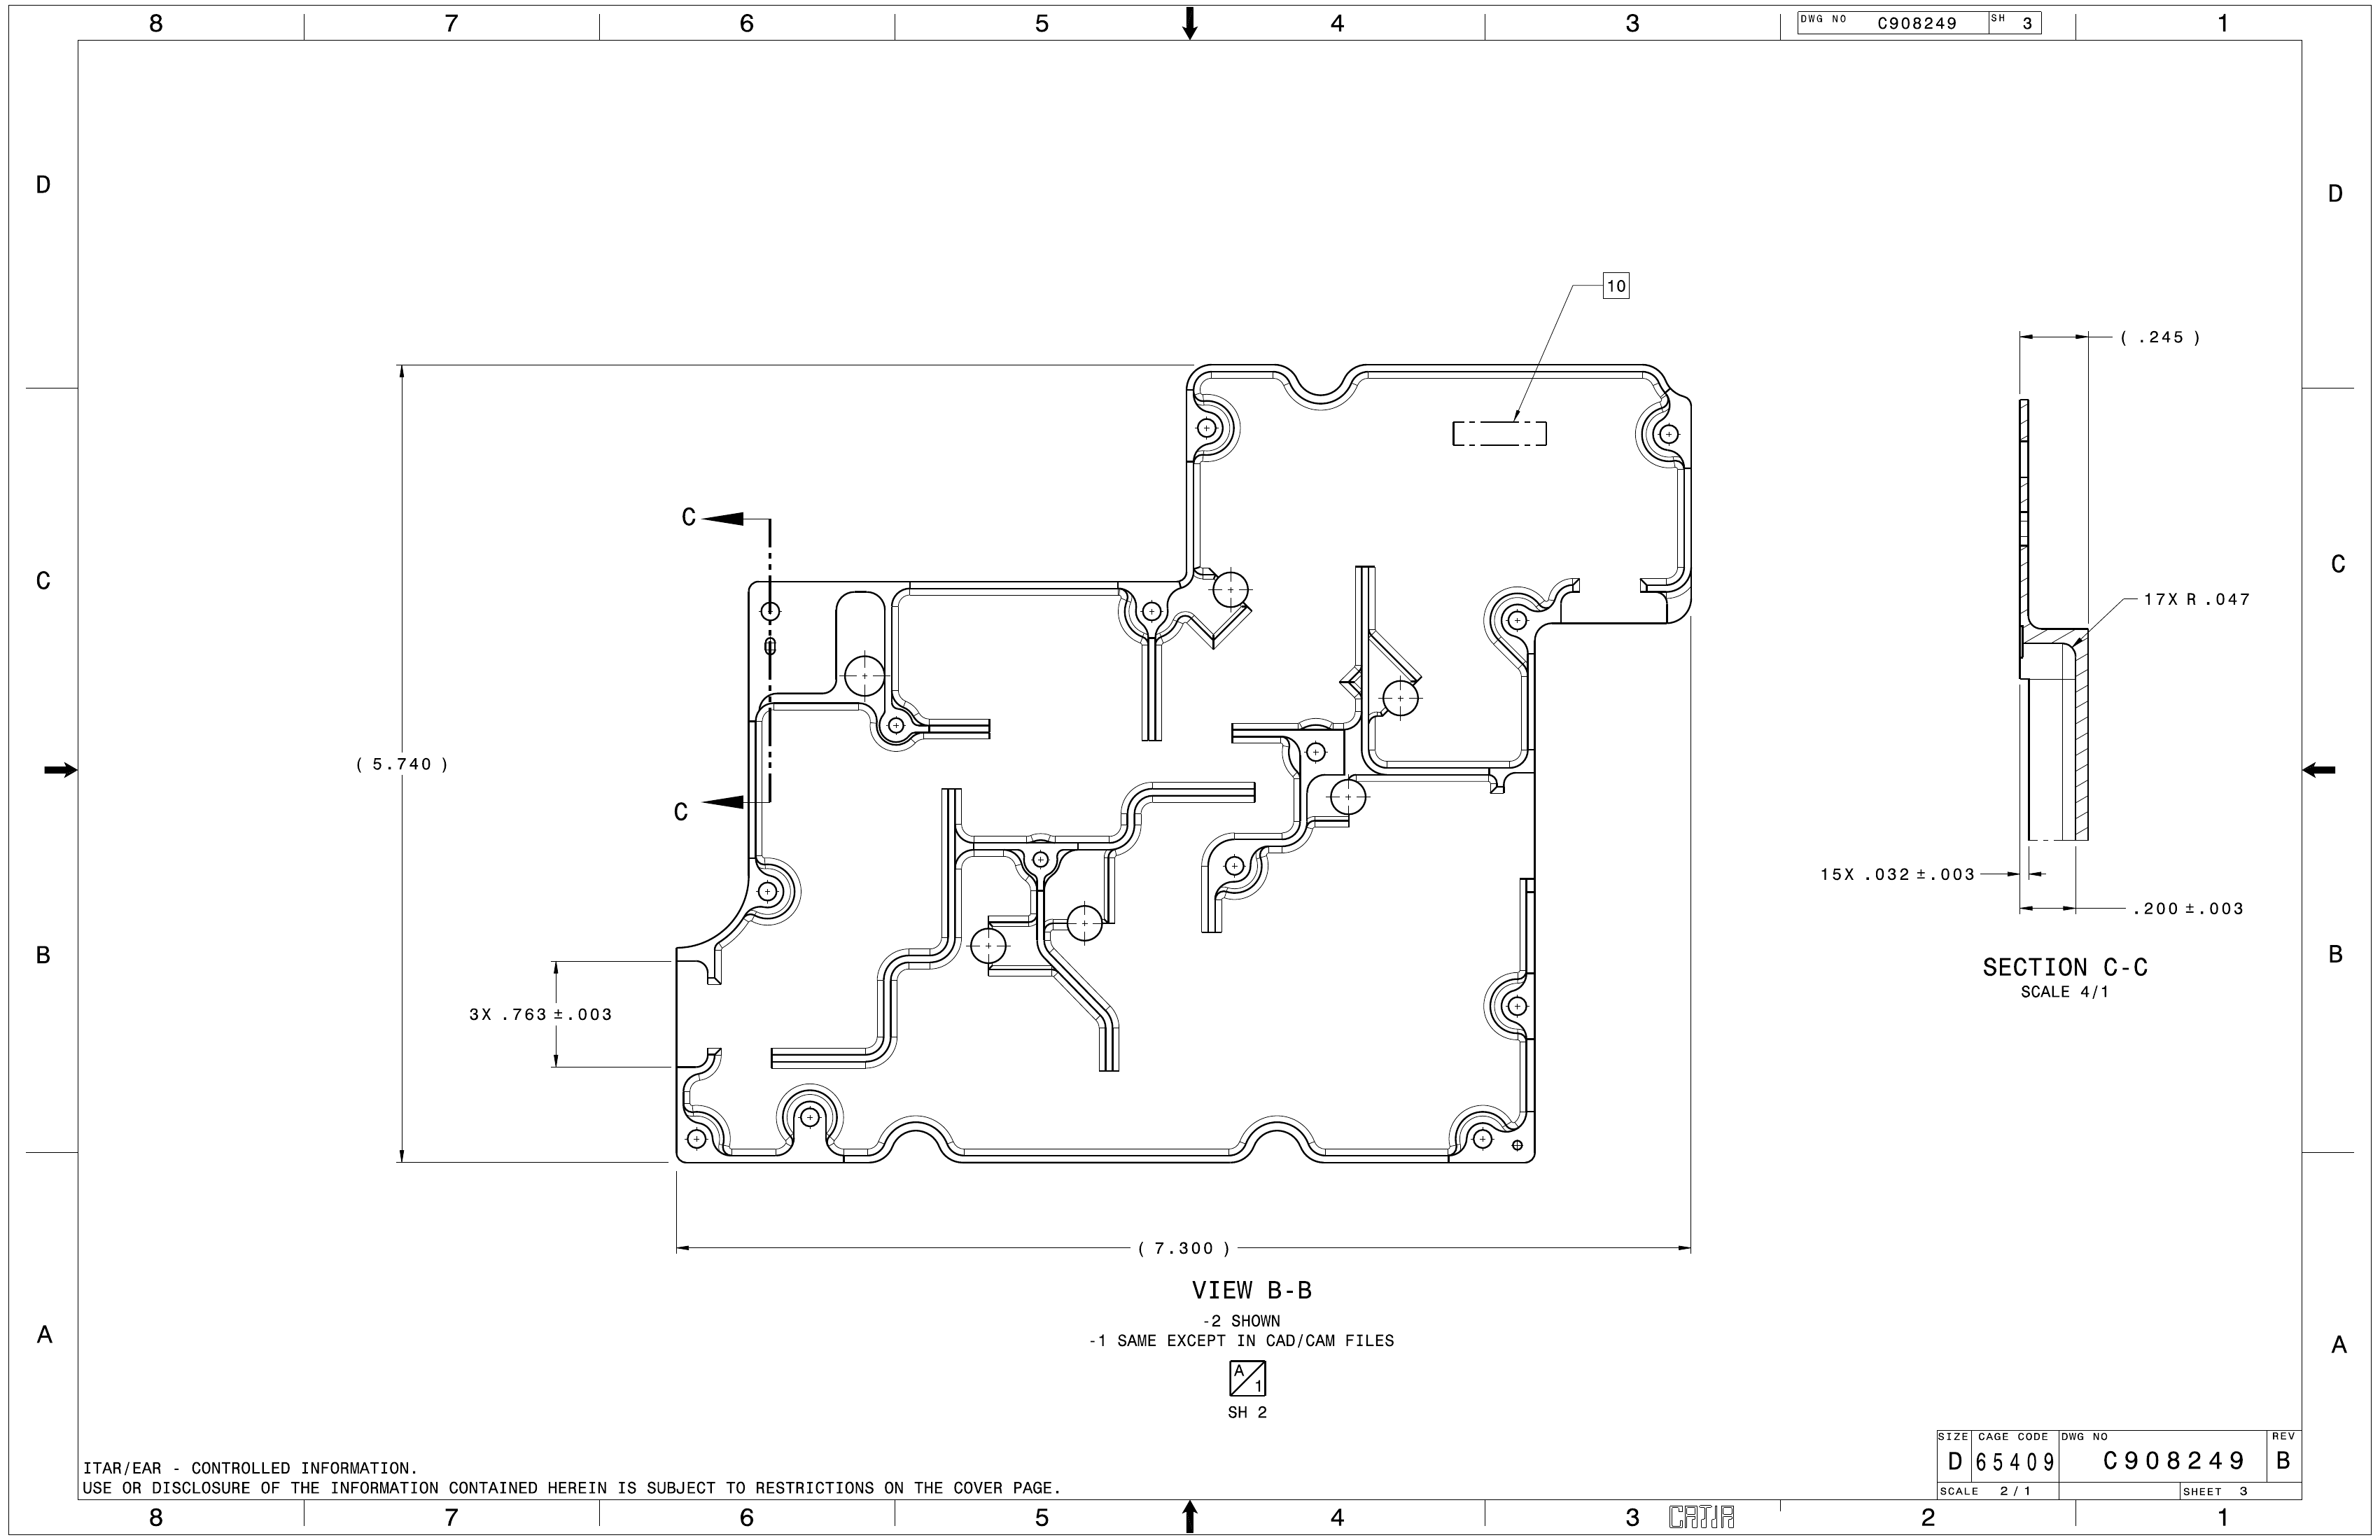 8 7 6 5 4 3 1
DWG NO C908249 SH 3
D D
10
( .245 )
C
C C
17X R .047
( 5.740 )
C
15X .032 ±.003
.200 ±.003
B B
SECTION C-C
SCALE 4/1
3X .763 ±.003
( 7.300 )
VIEW B-B
-2 SHOWN
-1 SAME EXCEPT IN CAD/CAM FILES
A A
A 1
SH 2
SIZE CAGE CODE DWG NO REV
D 65409 C908249 B
SCALE 2/1 SHEET 3
ITAR/EAR - CONTROLLED INFORMATION.
USE OR DISCLOSURE OF THE INFORMATION CONTAINED HEREIN IS SUBJECT TO RESTRICTIONS ON THE COVER PAGE.
8 7 6 5 4 3 CATIA 2 1